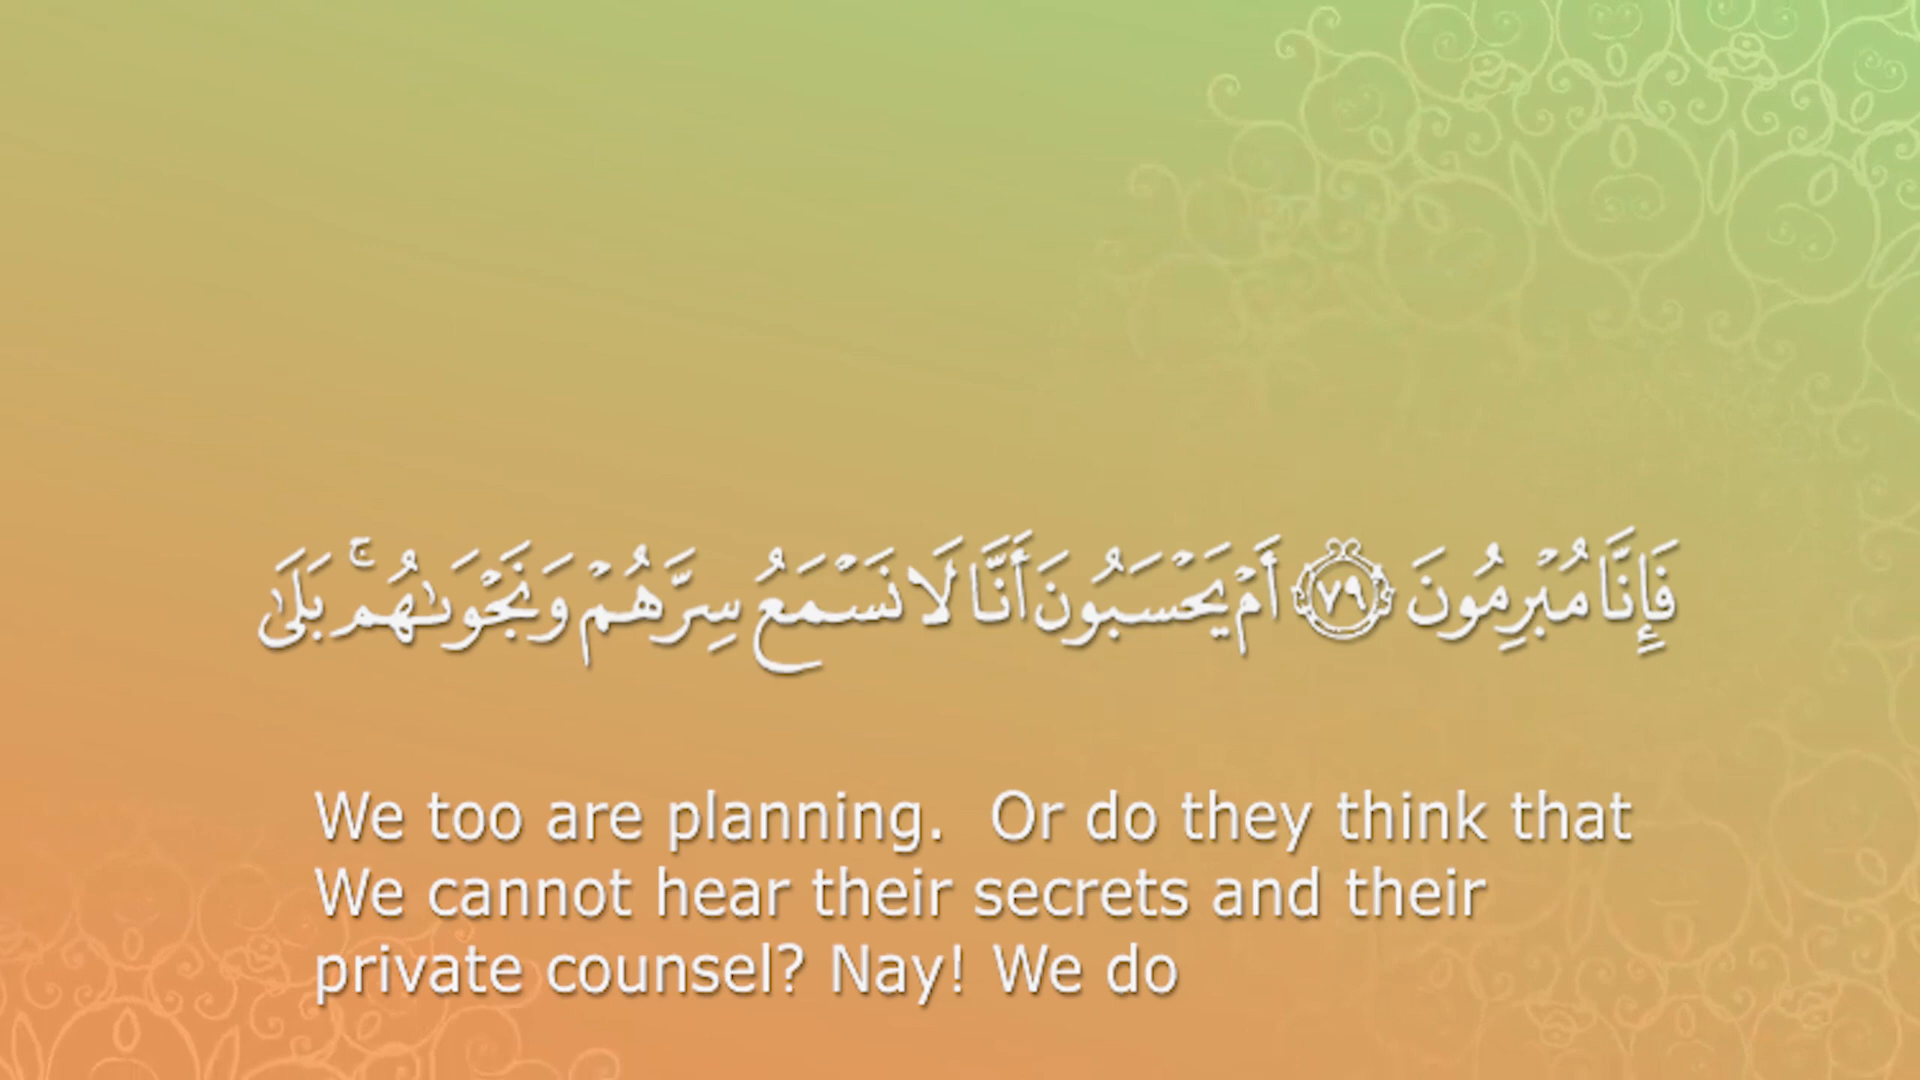 فَإِنَّا مُبْرِمُونَ ٧٩ أَمْ يَحْسَبُونَ أَنَّا لَا نَسْمَعُ سِرَّهُمْ وَنَجْوَىٰهُم ۚ بَلَىٰ
We too are planning. Or do they think that
We cannot hear their secrets and their
private counsel? Nay! We do